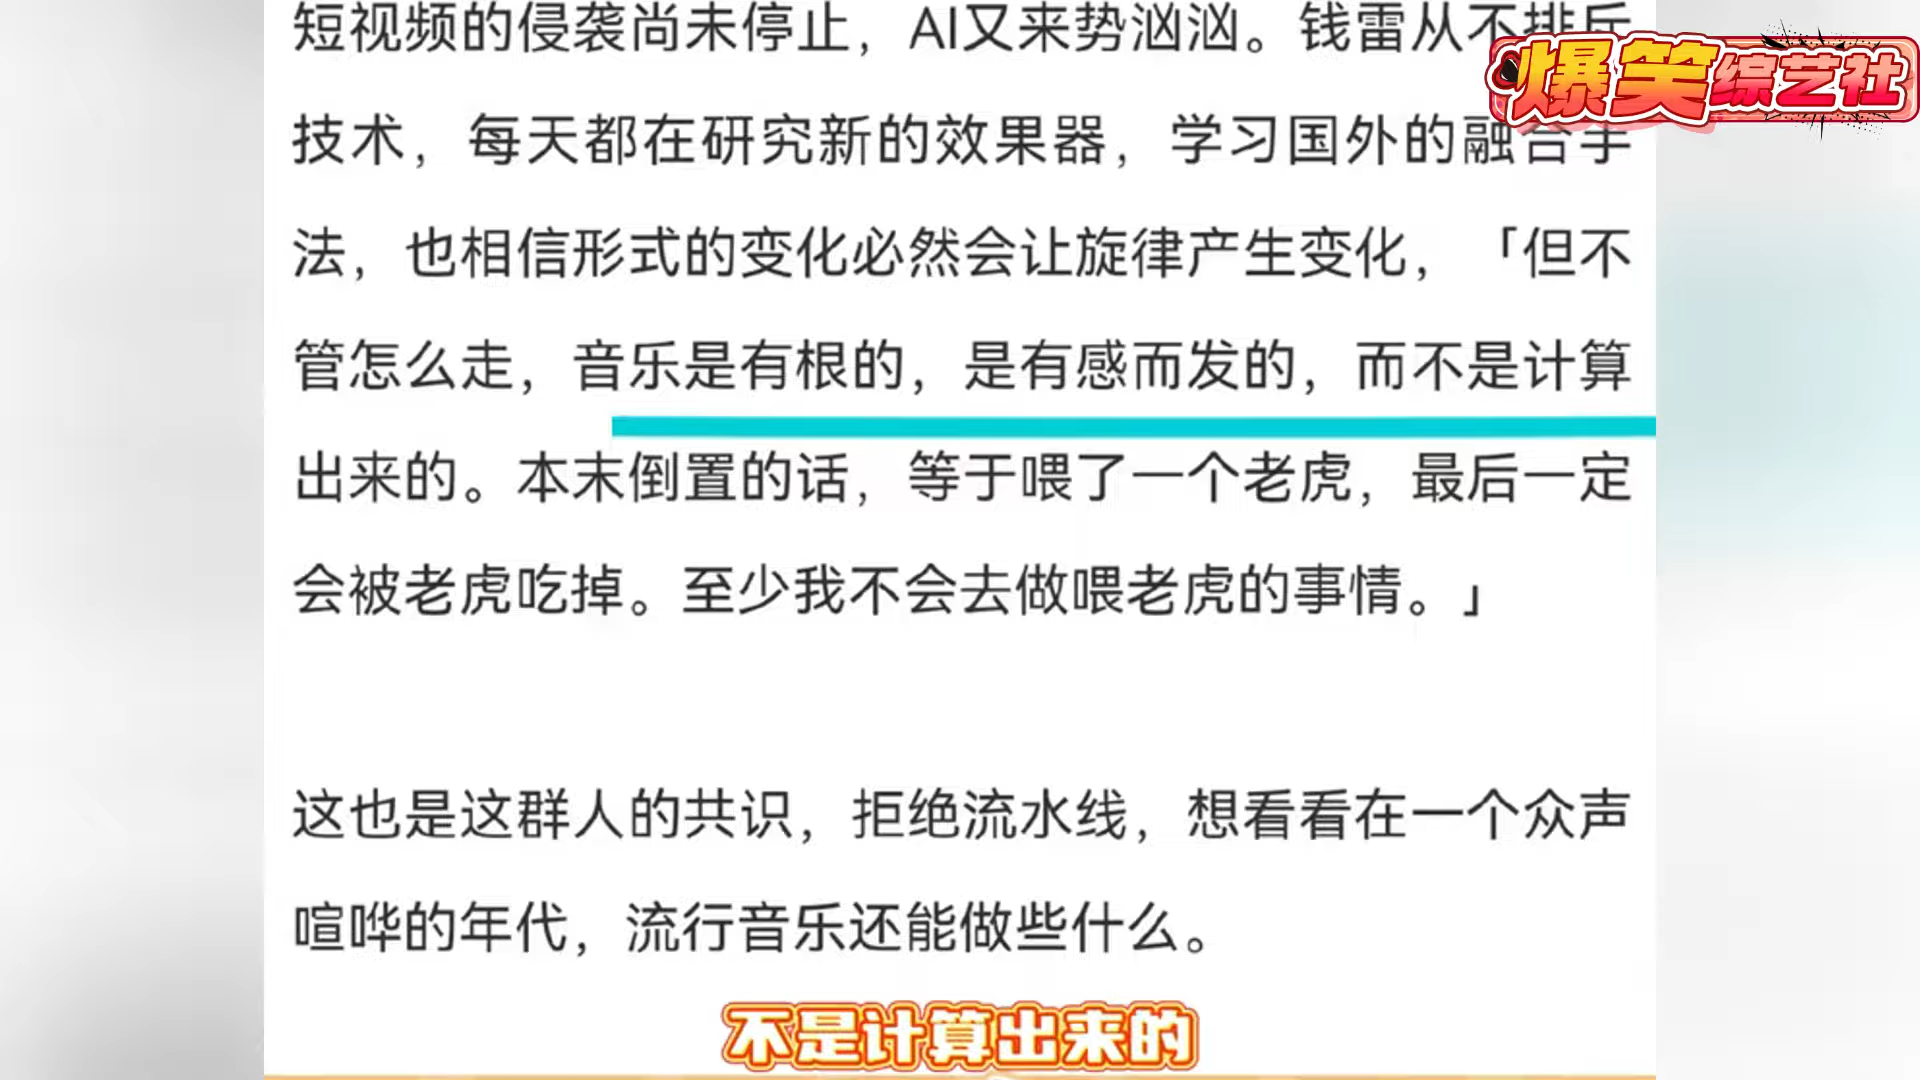 短视频的侵袭尚未停止，AI又来势汹汹。钱雷从不排斥
爆笑综艺社
技术，每天都在研究新的效果器，学习国外的融合手
法，也相信形式的变化必然会让旋律产生变化，「但不
管怎么走，音乐是有根的，是有感而发的，而不是计算
出来的。本末倒置的话，等于喂了一个老虎，最后一定
会被老虎吃掉。至少我不会去做喂老虎的事情。」
这也是这群人的共识，拒绝流水线，想看看在一个众声
喧哗的年代，流行音乐还能做些什么。
不是计算出来的